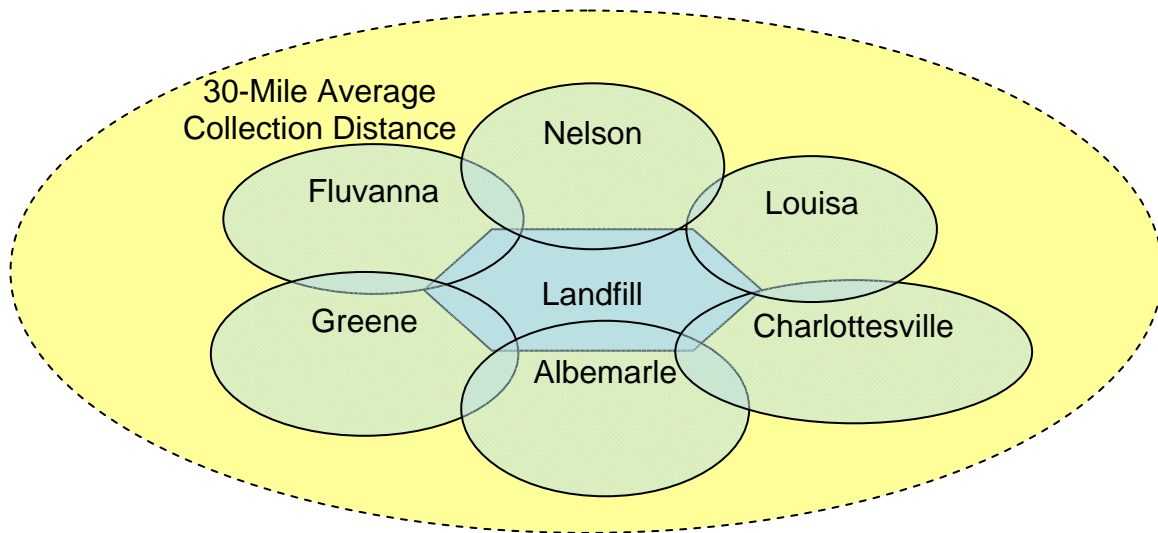 30-Mile Average
Collection Distance
Nelson
Fluvanna
Louisa
Landfill
Greene
Charlottesville
Albemarle